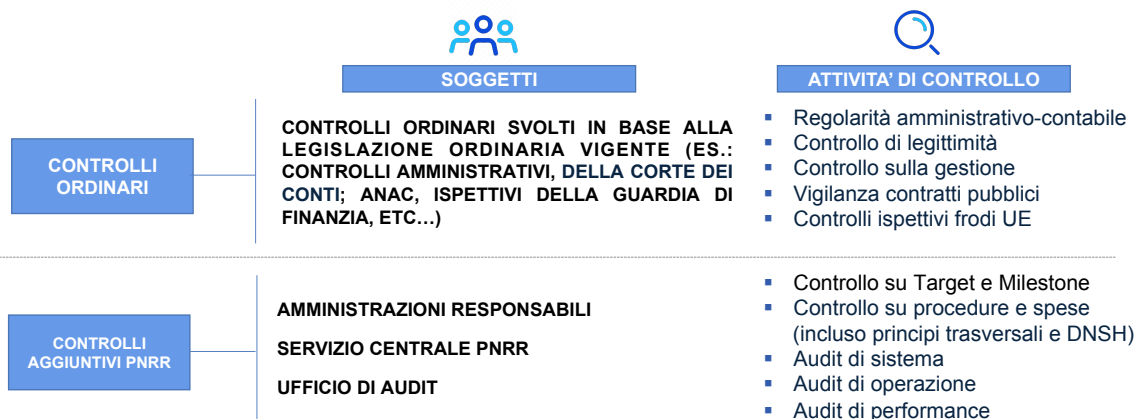 SOGGETTI
ATTIVITA' DI CONTROLLO
CONTROLLI
ORDINARI
CONTROLLI ORDINARI SVOLTI IN BASE ALLA
LEGISLAZIONE ORDINARIA VIGENTE (ES.:
CONTROLLI AMMINISTRATIVI, DELLA CORTE DEI
CONTI; ANAC, ISPETTIVI DELLA GUARDIA DI
FINANZA, ETC…)
▪ Regolarità amministrativo-contabile
▪ Controllo di legittimità
▪ Controllo sulla gestione
▪ Vigilanza contratti pubblici
▪ Controlli ispettivi frodi UE
CONTROLLI
AGGIUNTIVI PNRR
AMMINISTRAZIONI RESPONSABILI
SERVIZIO CENTRALE PNRR
UFFICIO DI AUDIT
▪ Controllo su Target e Milestone
▪ Controllo su procedure e spese
(incluso principi trasversali e DNSH)
▪ Audit di sistema
▪ Audit di operazione
▪ Audit di performance